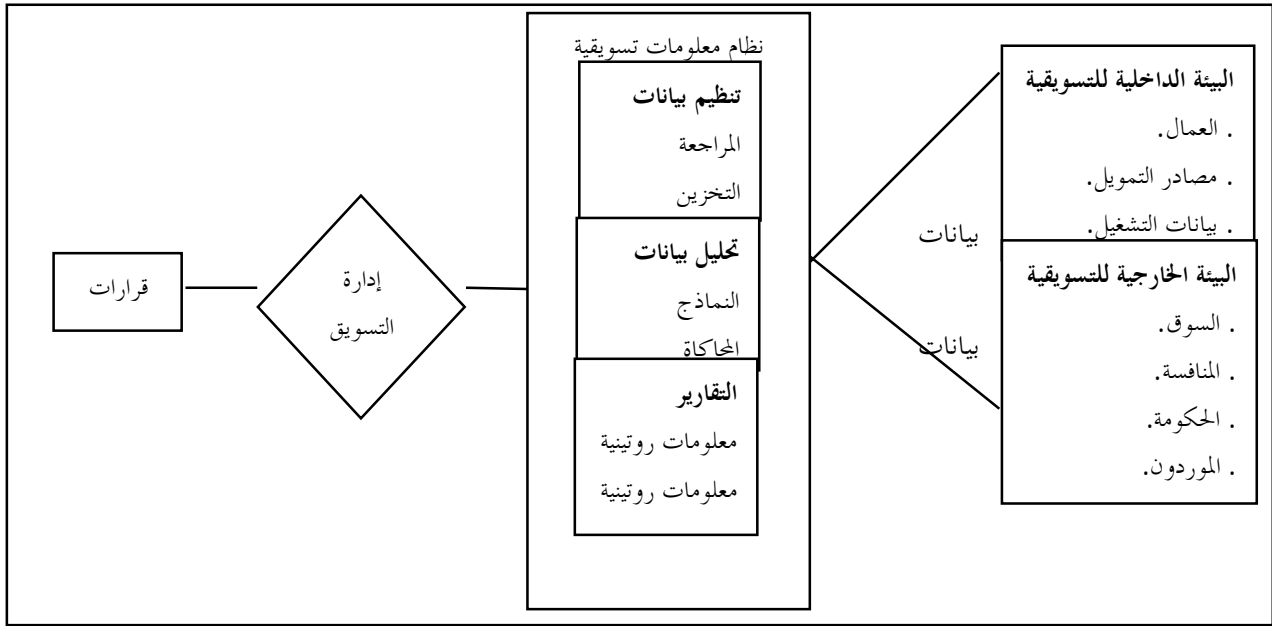 البيئة الداخلية للتسويقية
. العمال.
. مصادر التمويل.
. بيانات التشغيل.
البيئة الخارجية للتسويقية
. السوق.
. المنافسة.
. الحكومة.
. الموردون.
بيانات
بيانات
نظام معلومات تسويقية
تنظيم بيانات
المراجعة
التخزين
تحليل بيانات
النماذج
المحاكاة
التقارير
معلومات روتينية
معلومات روتينية
إدارة
التسويق
قرارات